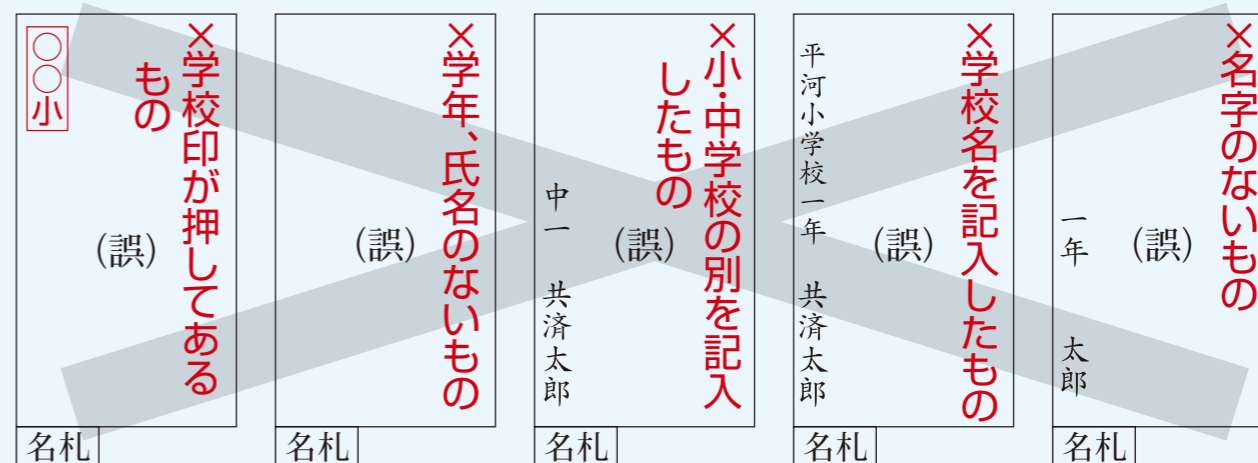 ×名字のないもの
(誤)
一年 太郎
名札
×学校名を記入したもの
(誤)
平河小学校一年 共済太郎
名札
×小・中学校の別を記入
したもの
(誤)
中一 共済太郎
名札
×学年、氏名のないもの
(誤)
名札
×学校印が押してある
もの
(誤)
○○小
名札